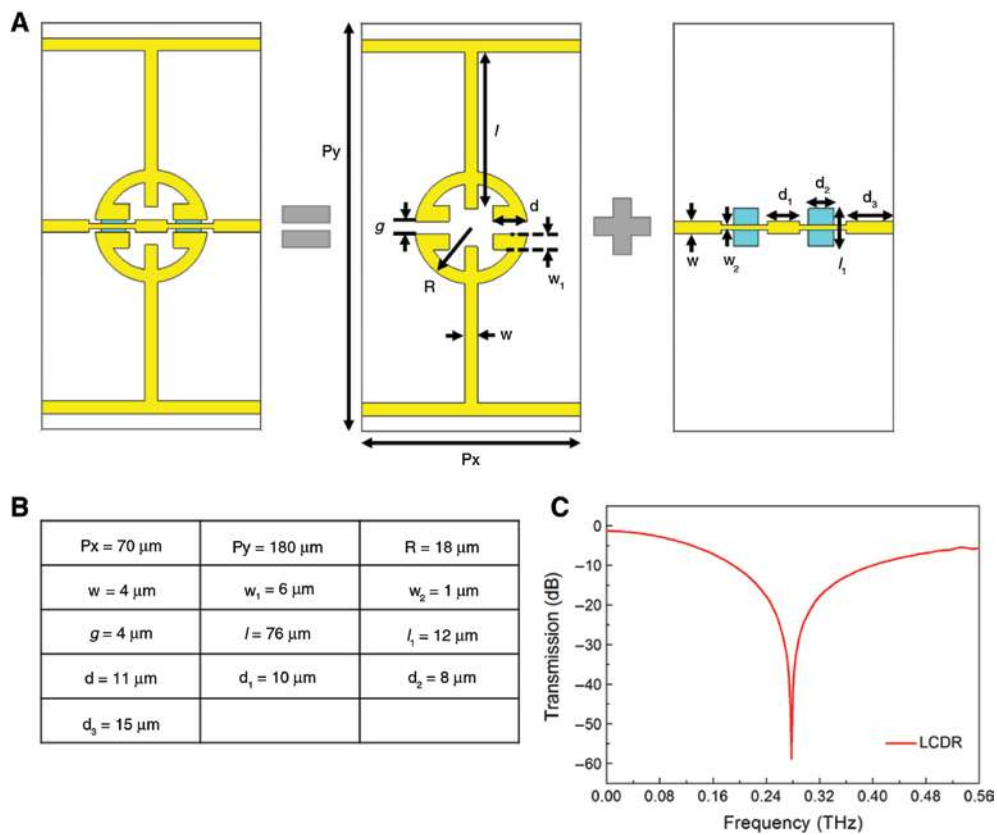 A
Py
l
g
d
R
w₁
w
Px
d₁
d₂
d₃
w
w₂
l₁
B
Px = 70 μm Py = 180 μm R = 18 μm
w = 4 μm w₁ = 6 μm w₂ = 1 μm
g = 4 μm l = 76 μm l₁ = 12 μm
d = 11 μm d₁ = 10 μm d₂ = 8 μm
d₃ = 15 μm
C
Transmission (dB)
0
–10
–20
–30
–40
–50
–60
LCDR
0.00 0.08 0.16 0.24 0.32 0.40 0.48 0.56
Frequency (THz)